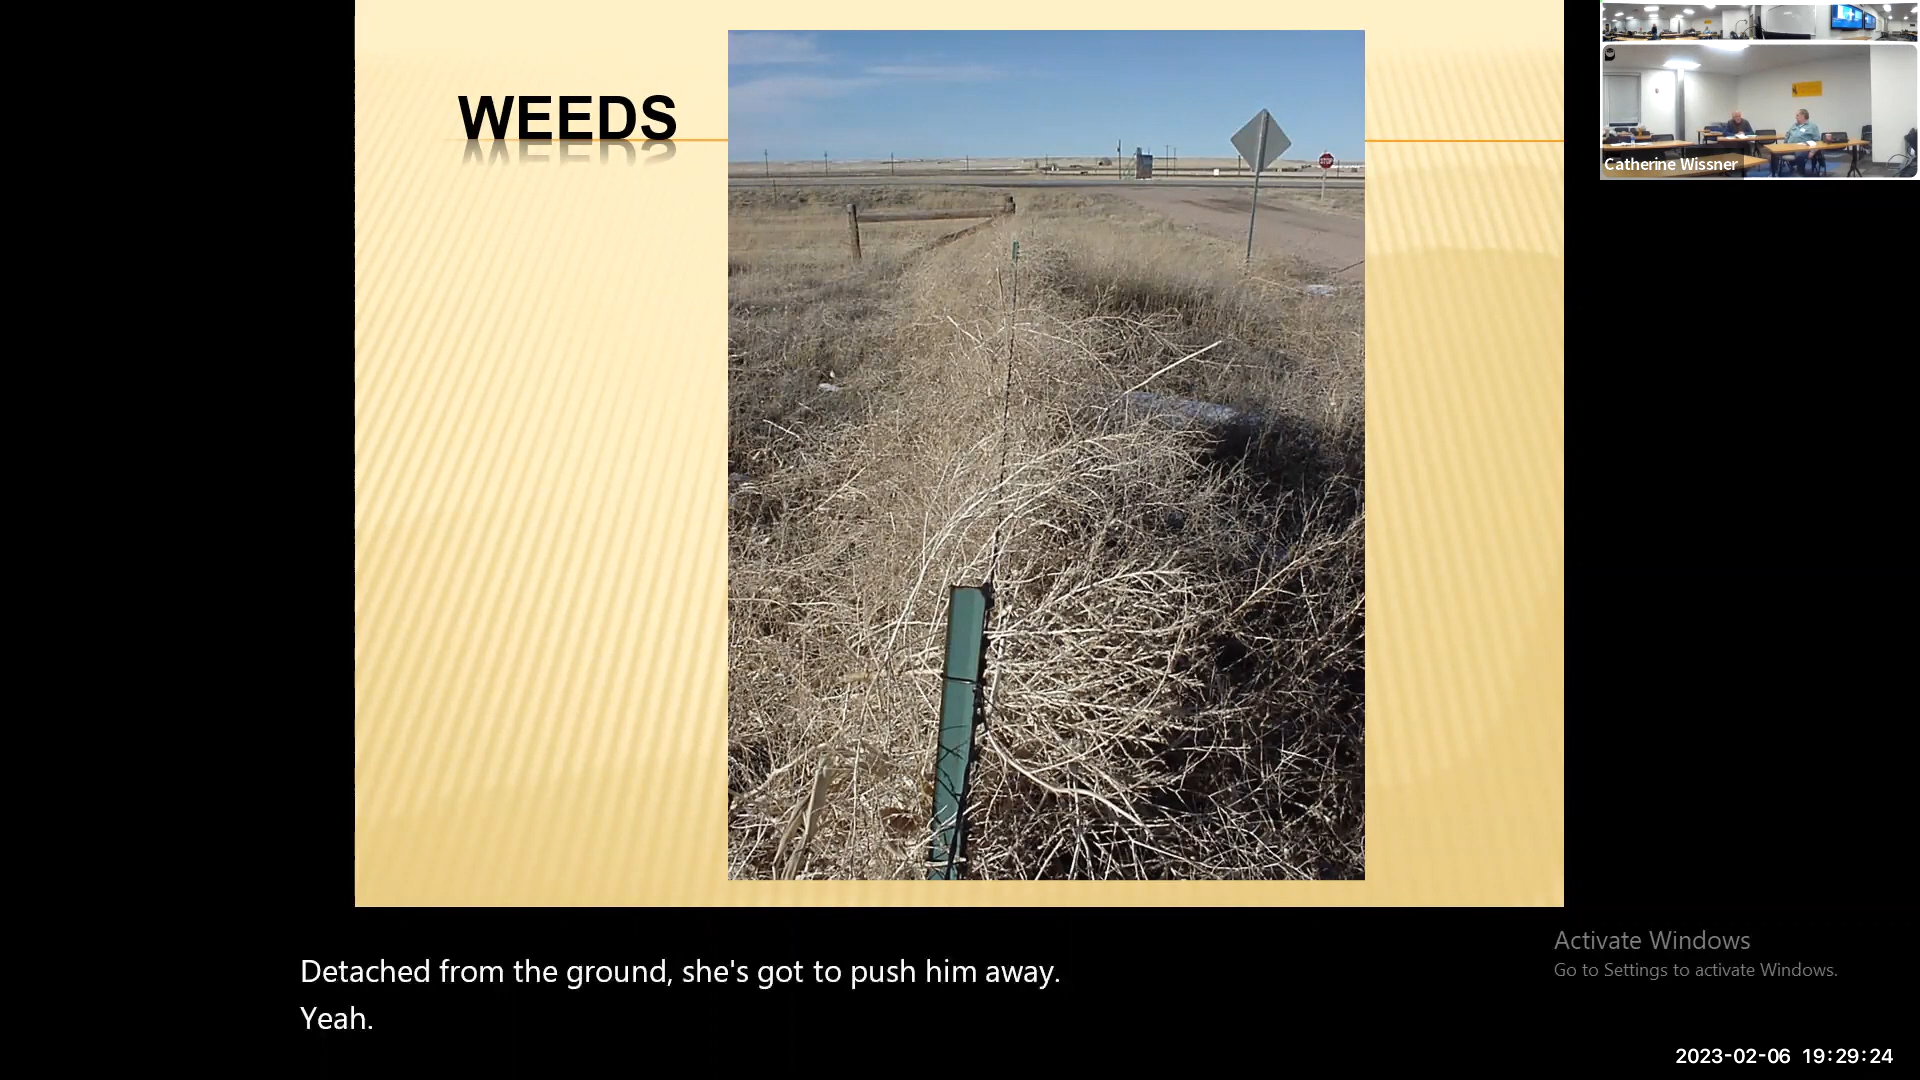 WEEDS
STOP
Catherine Wissner
Detached from the ground, she's got to push him away.
Yeah.
Activate Windows
Go to Settings to activate Windows.
2023-02-06 19:29:24